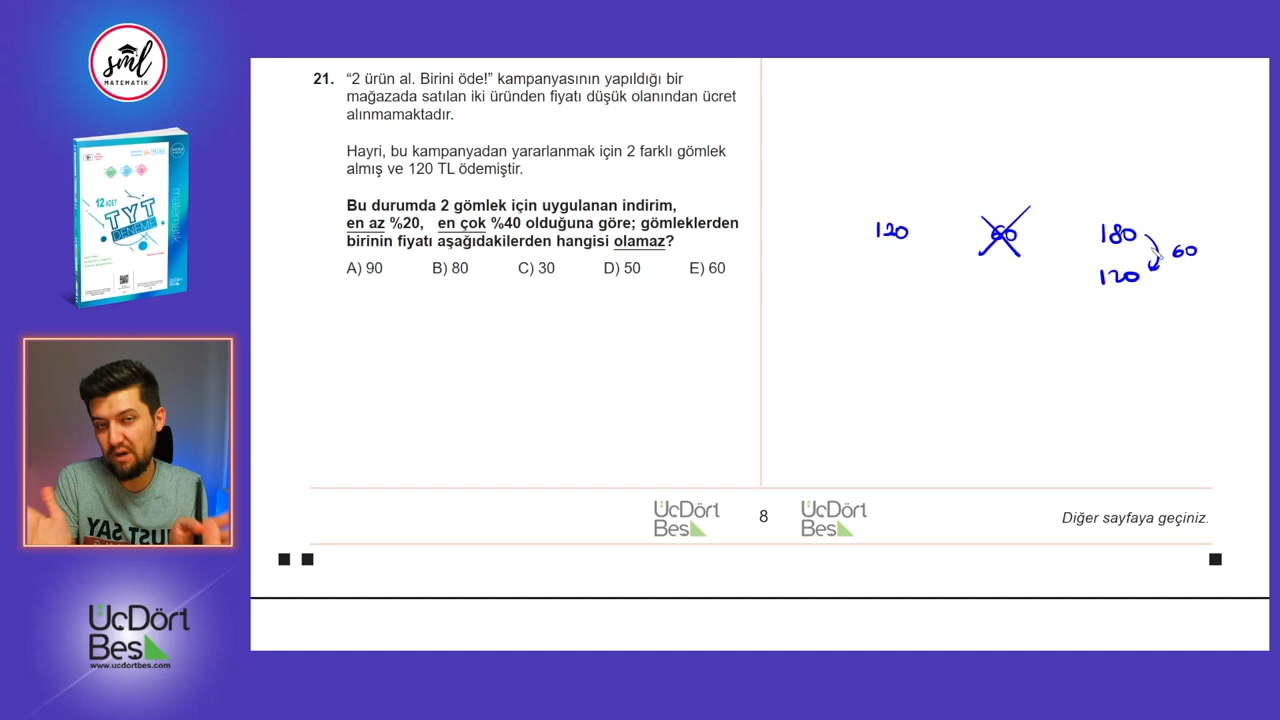 sml
MATEMATİK
12 ADET
TYT
DENEME
matematik
ÜçDört
Beş
www.ucdortbes.com
21. "2 ürün al. Birini öde!" kampanyasının yapıldığı bir
mağazada satılan iki üründen fiyatı düşük olanından ücret
alınmamaktadır.
Hayri, bu kampanyadan yararlanmak için 2 farklı gömlek
almış ve 120 TL ödemiştir.
Bu durumda 2 gömlek için uygulanan indirim,
en az %20, en çok %40 olduğuna göre; gömleklerden
birinin fiyatı aşağıdakilerden hangisi olamaz?
A) 90 B) 80 C) 30 D) 50 E) 60
120 60 180
60
120
ÜçDört
Beş
8
ÜçDört
Beş
Diğer sayfaya geçiniz.